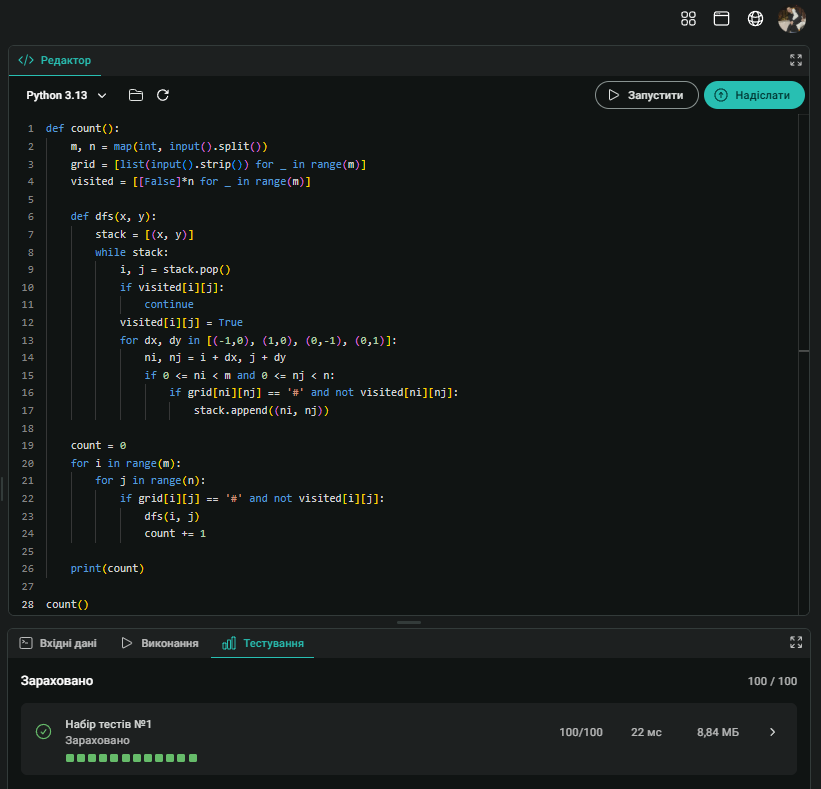 </> Редактор
Python 3.13
Запустити
Надіслати
1 def count():
2     m, n = map(int, input().split())
3     grid = [list(input().strip()) for _ in range(m)]
4     visited = [[False]*n for _ in range(m)]
5
6     def dfs(x, y):
7         stack = [(x, y)]
8         while stack:
9             i, j = stack.pop()
10             if visited[i][j]:
11                 continue
12             visited[i][j] = True
13             for dx, dy in [(-1,0), (1,0), (0,-1), (0,1)]:
14                 ni, nj = i + dx, j + dy
15                 if 0 <= ni < m and 0 <= nj < n:
16                     if grid[ni][nj] == '#' and not visited[ni][nj]:
17                         stack.append((ni, nj))
18
19     count = 0
20     for i in range(m):
21         for j in range(n):
22             if grid[i][j] == '#' and not visited[i][j]:
23                 dfs(i, j)
24                 count += 1
25
26     print(count)
27
28 count()
Вхідні дані
Виконання
Тестування
Зараховано
100 / 100
Набір тестів №1
Зараховано
100/100
22 мс
8,84 МБ